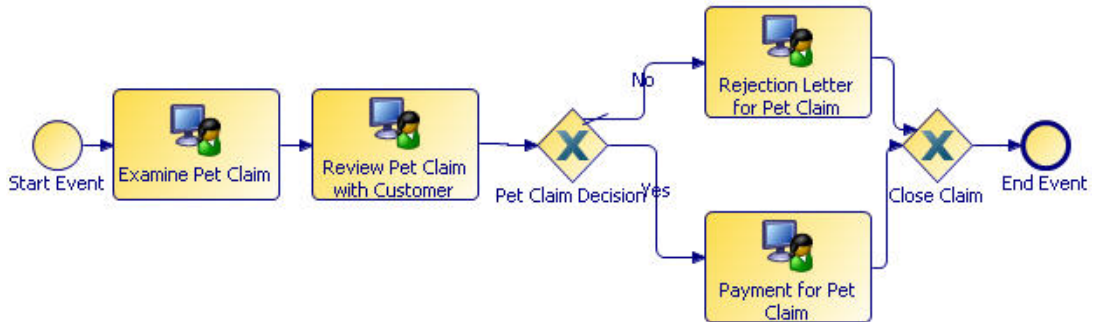 Start Event
Examine Pet Claim
Review Pet Claim
with Customer
Pet Claim Decision
No
Yes
Rejection Letter
for Pet Claim
Payment for Pet
Claim
Close Claim
End Event